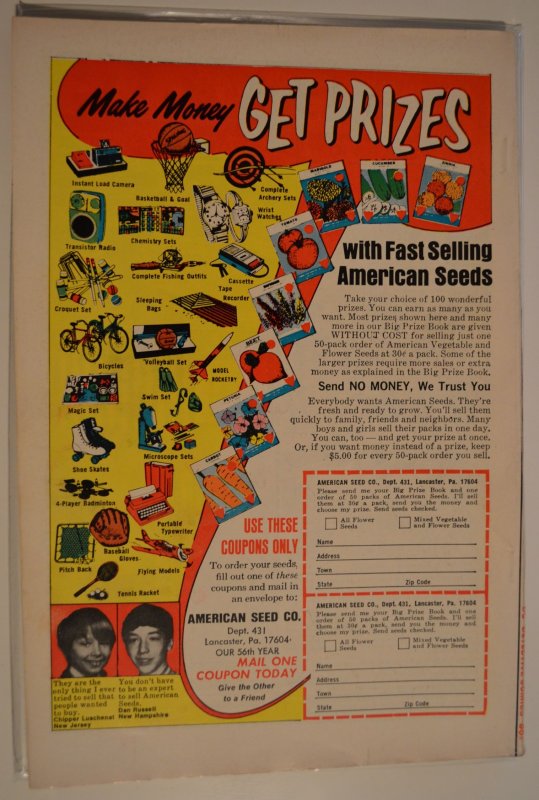 Make Money GET PRIZES
Instant Load Camera
Basketball & Goal
Complete
Archery Sets
Wrist
Watches
Transistor Radio
Chemistry Sets
Complete Fishing Outfits
Cassette
Tape
Recorder
Croquet Set
Sleeping
Bags
Bicycles
Volleyball Set
MODEL
ROCKETRY
Magic Set
Swim Set
Shoe Skates
Microscope Sets
4-Player Badminton
Portable
Typewriter
Pitch Back
Baseball
Gloves
Flying Models
Tennis Racket
MARIGOLD
CUCUMBER
ZINNIA
TOMATO
BEET
PETUNIA
CARROT
with Fast Selling
American Seeds
Take your choice of 100 wonderful
prizes. You can earn as many as you
want. Most prizes shown here and many
more in our Big Prize Book are given
WITHOUT COST for selling just one
50-pack order of American Vegetable and
Flower Seeds at 30¢ a pack. Some of the
larger prizes require more sales or extra
money as explained in the Big Prize Book.
Send NO MONEY, We Trust You
Everybody wants American Seeds. They're
fresh and ready to grow. You'll sell them
quickly to family, friends and neighbors. Many
boys and girls sell their packs in one day.
You can, too — and get your prize at once.
Or, if you want money instead of a prize, keep
$5.00 for every 50-pack order you sell.
USE THESE
COUPONS ONLY
To order your seeds,
fill out one of these
coupons and mail in
an envelope to:
AMERICAN SEED CO.
Dept. 431
Lancaster, Pa. 17604
OUR 56th YEAR
MAIL ONE
COUPON TODAY
Give the Other
to a Friend
They are the
only thing I ever
tried to sell that
people wanted
to buy.
Chipper Luschenat
New Jersey
You don't have
to be an expert
to sell American
Seeds.
Dan Russell
New Hampshire
AMERICAN SEED CO., Dept. 431, Lancaster, Pa. 17604
Please send me your Big Prize Book and one
order of 50 packs of American Seeds. I'll sell
them at 30¢ a pack, send you the money and
choose my prize. Send seeds checked.
All Flower
Seeds
Mixed Vegetable
and Flower Seeds
Name
Address
Town
State Zip Code
AMERICAN SEED CO., Dept. 431, Lancaster, Pa. 17604
Please send me your Big Prize Book and one
order of 50 packs of American Seeds. I'll sell
them at 30¢ a pack, send you the money and
choose my prize. Send seeds checked.
All Flower
Seeds
Mixed Vegetable
and Flower Seeds
Name
Address
Town
State Zip Code